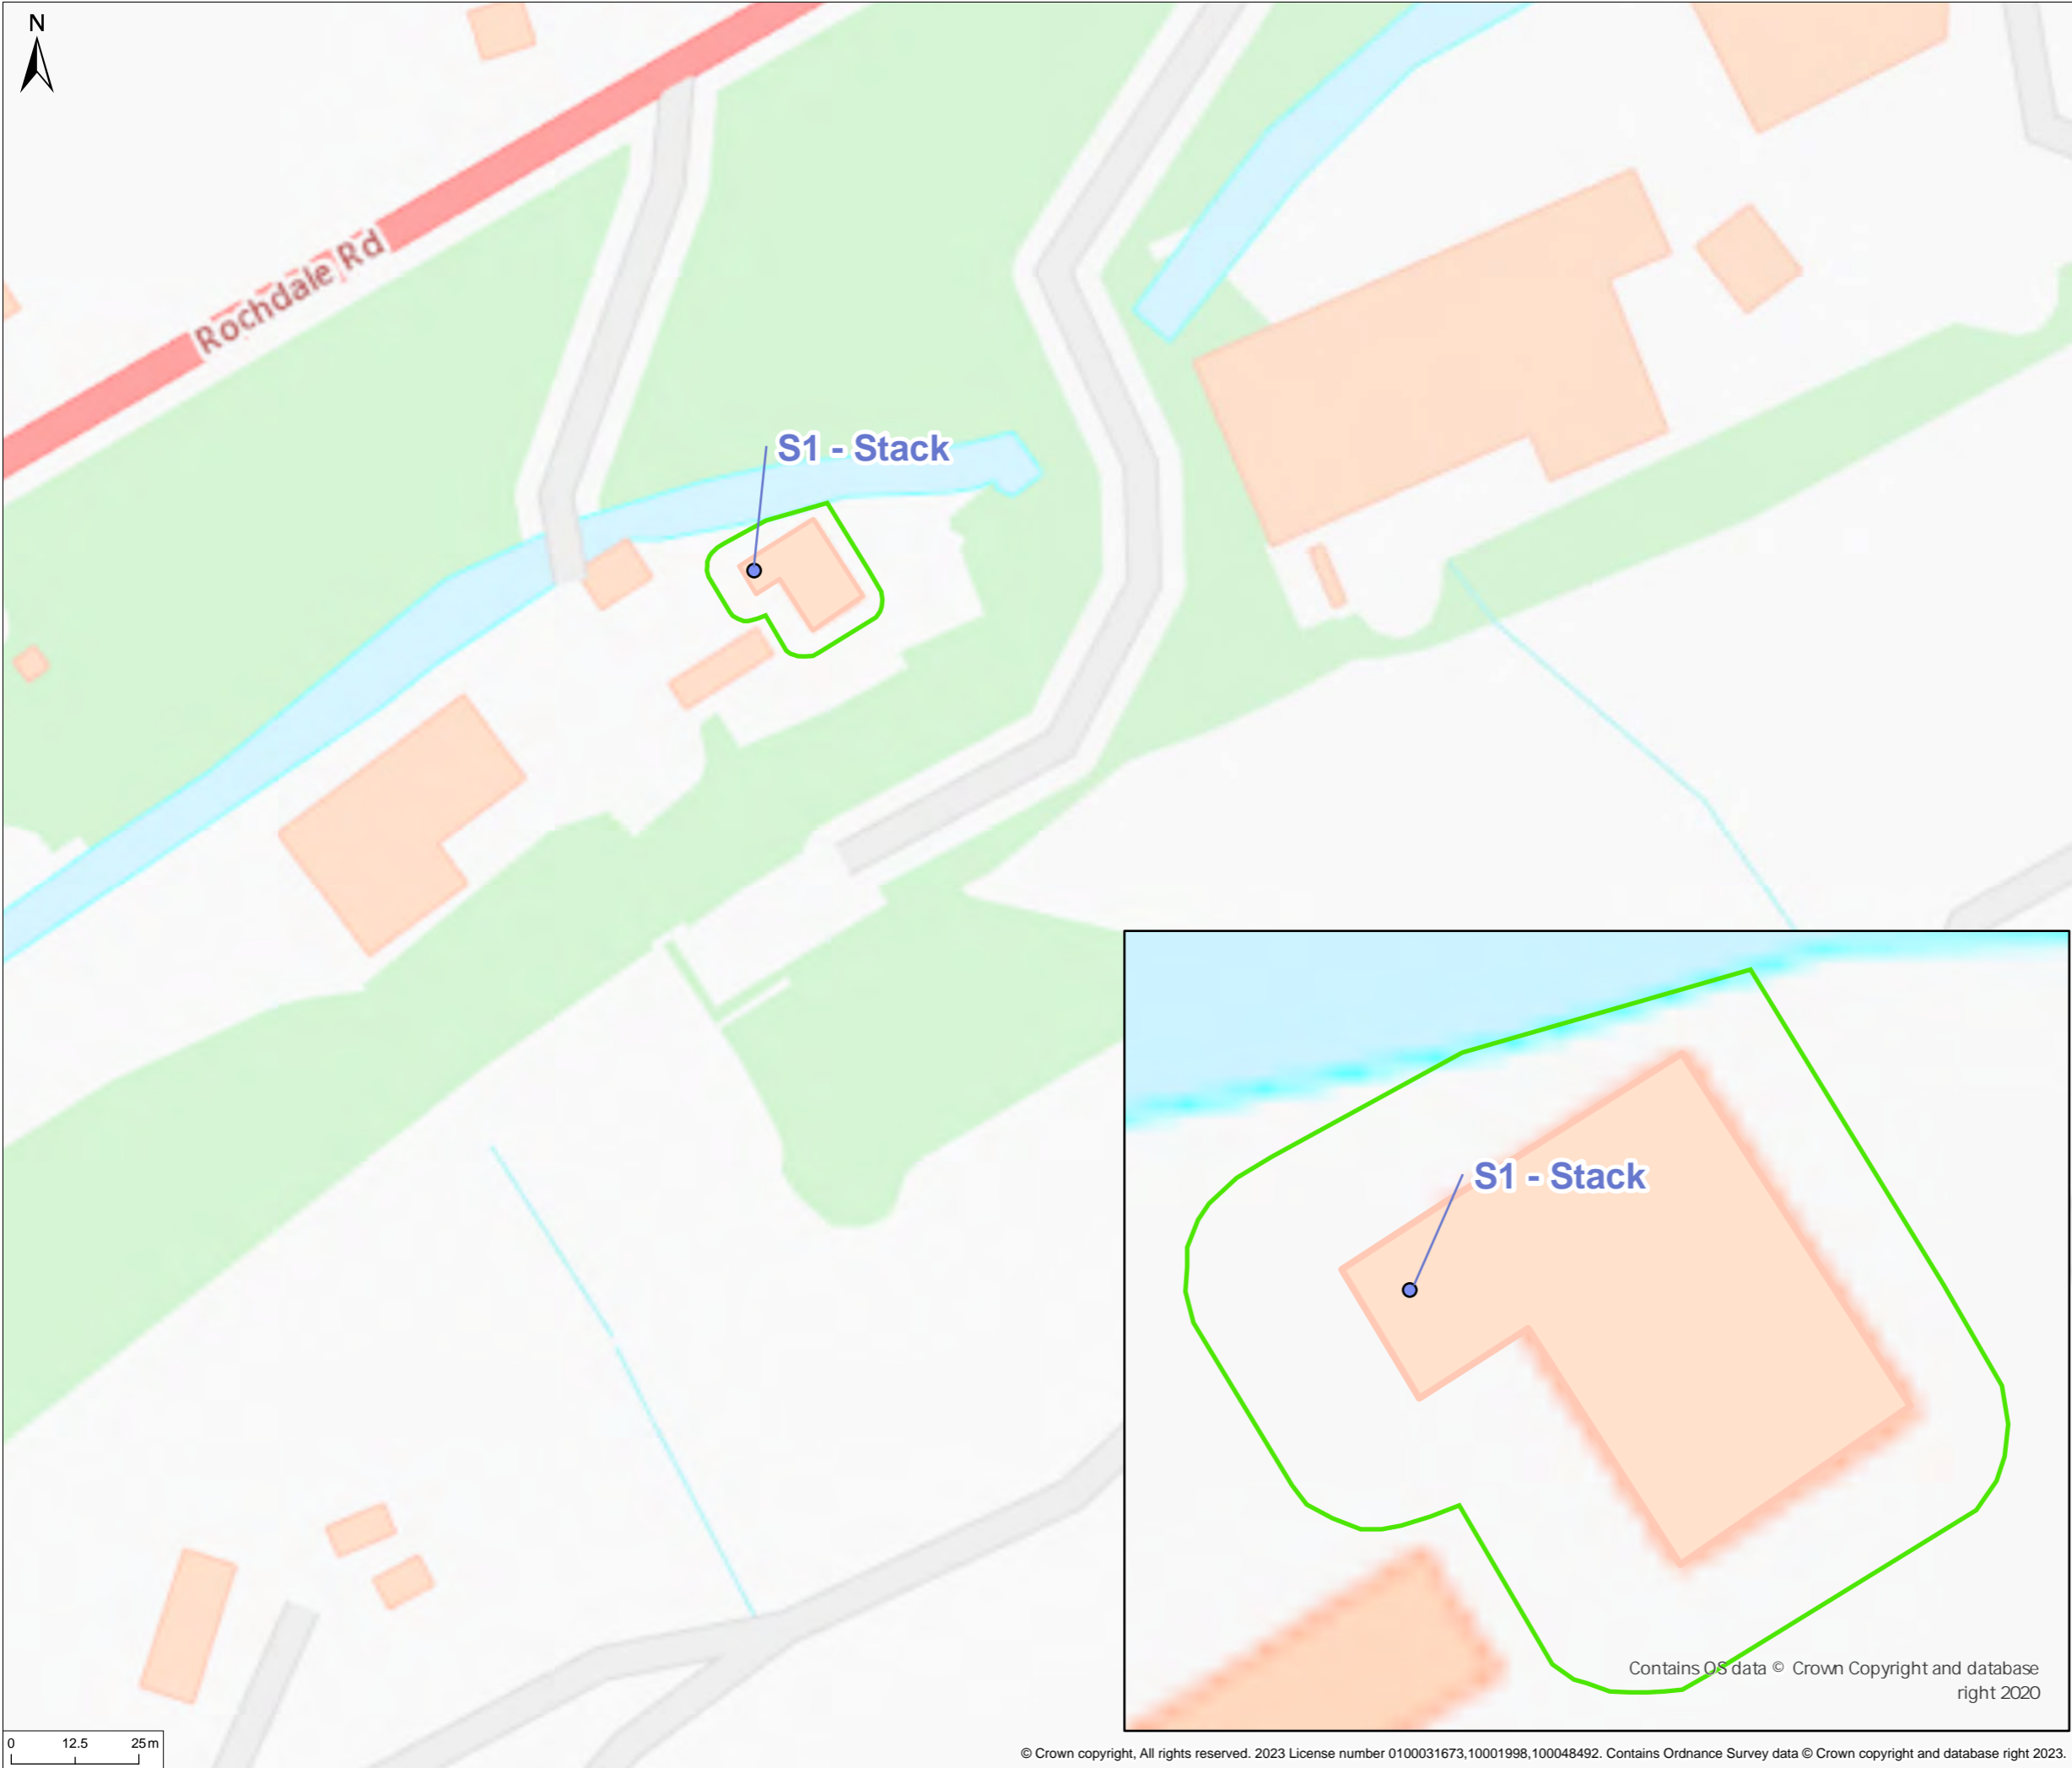 N
Rochdale Rd
S1 - Stack
S1 - Stack
Contains OS data © Crown Copyright and database
right 2020
0 12.5 25m
© Crown copyright, All rights reserved. 2023 License number 0100031673,10001998,100048492. Contains Ordnance Survey data © Crown copyright and database right 2023.